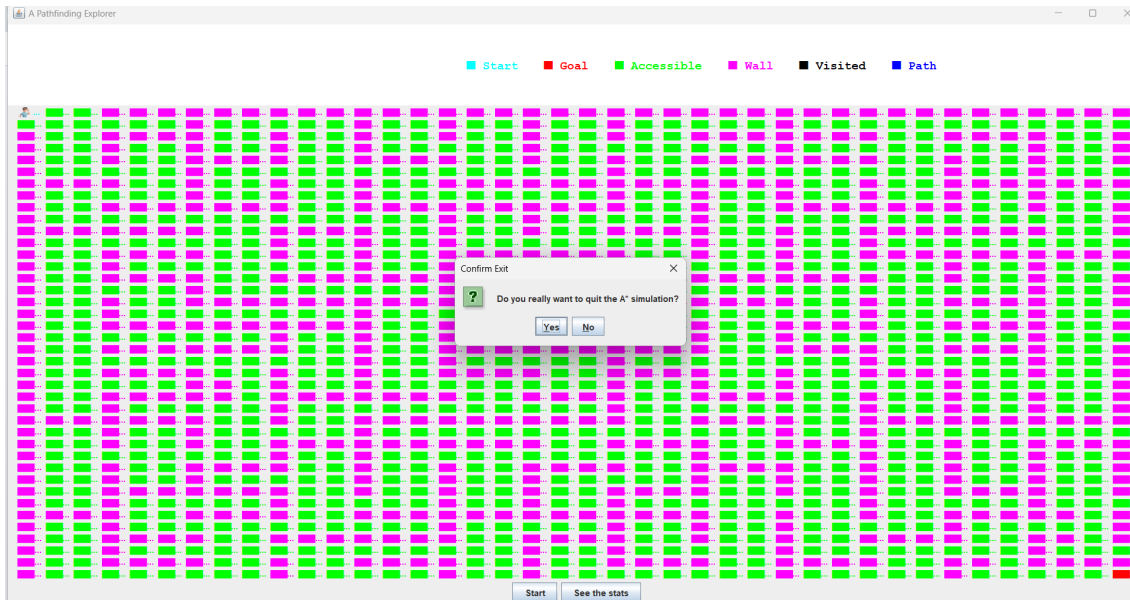 A Pathfinding Explorer
Start Goal Accessible Wall Visited Path
Confirm Exit
Do you really want to quit the A* simulation?
Yes No
Start See the stats